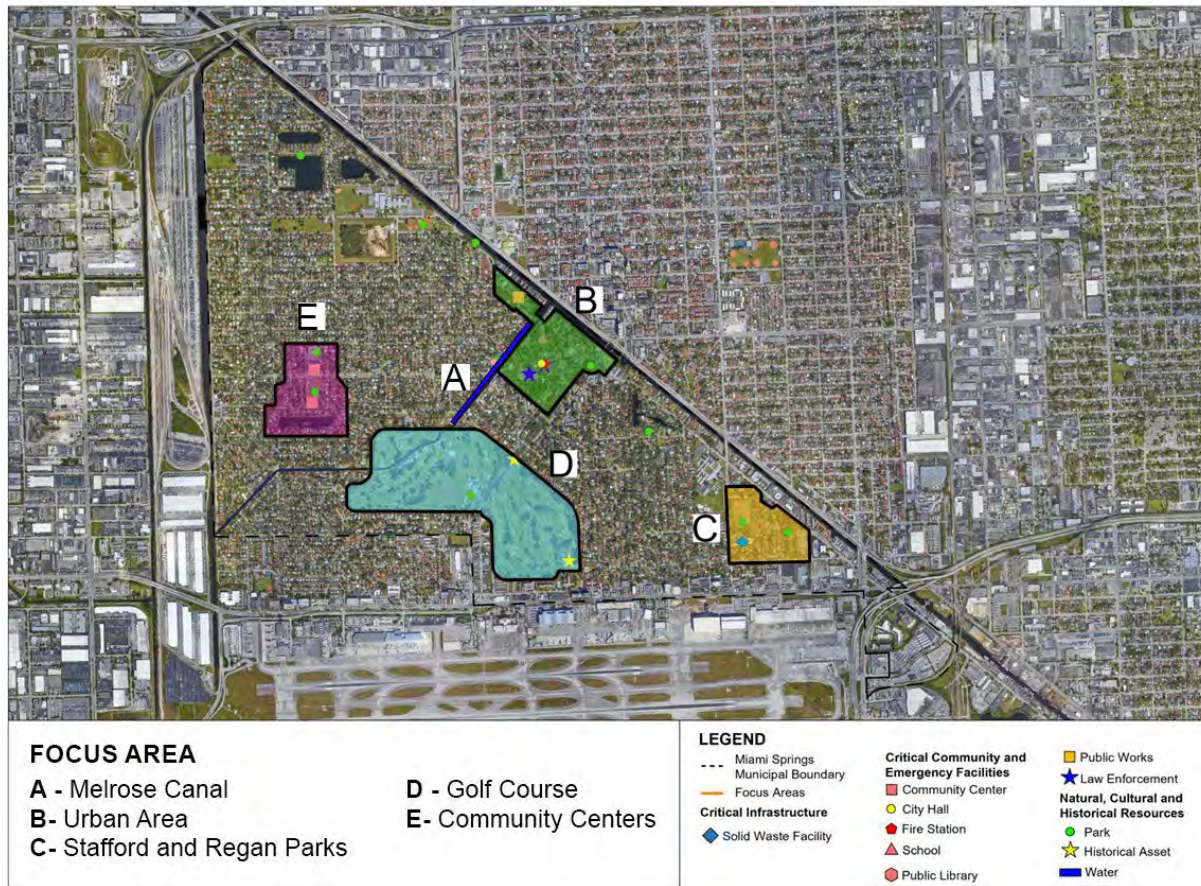 B
E
A
D
C
FOCUS AREA
A - Melrose Canal
B- Urban Area
C- Stafford and Regan Parks
D - Golf Course
E- Community Centers
LEGEND
Miami Springs
Municipal Boundary
Focus Areas
Critical Infrastructure
Solid Waste Facility
Critical Community and
Emergency Facilities
Community Center
City Hall
Fire Station
School
Public Library
Public Works
Law Enforcement
Natural, Cultural and
Historical Resources
Park
Historical Asset
Water